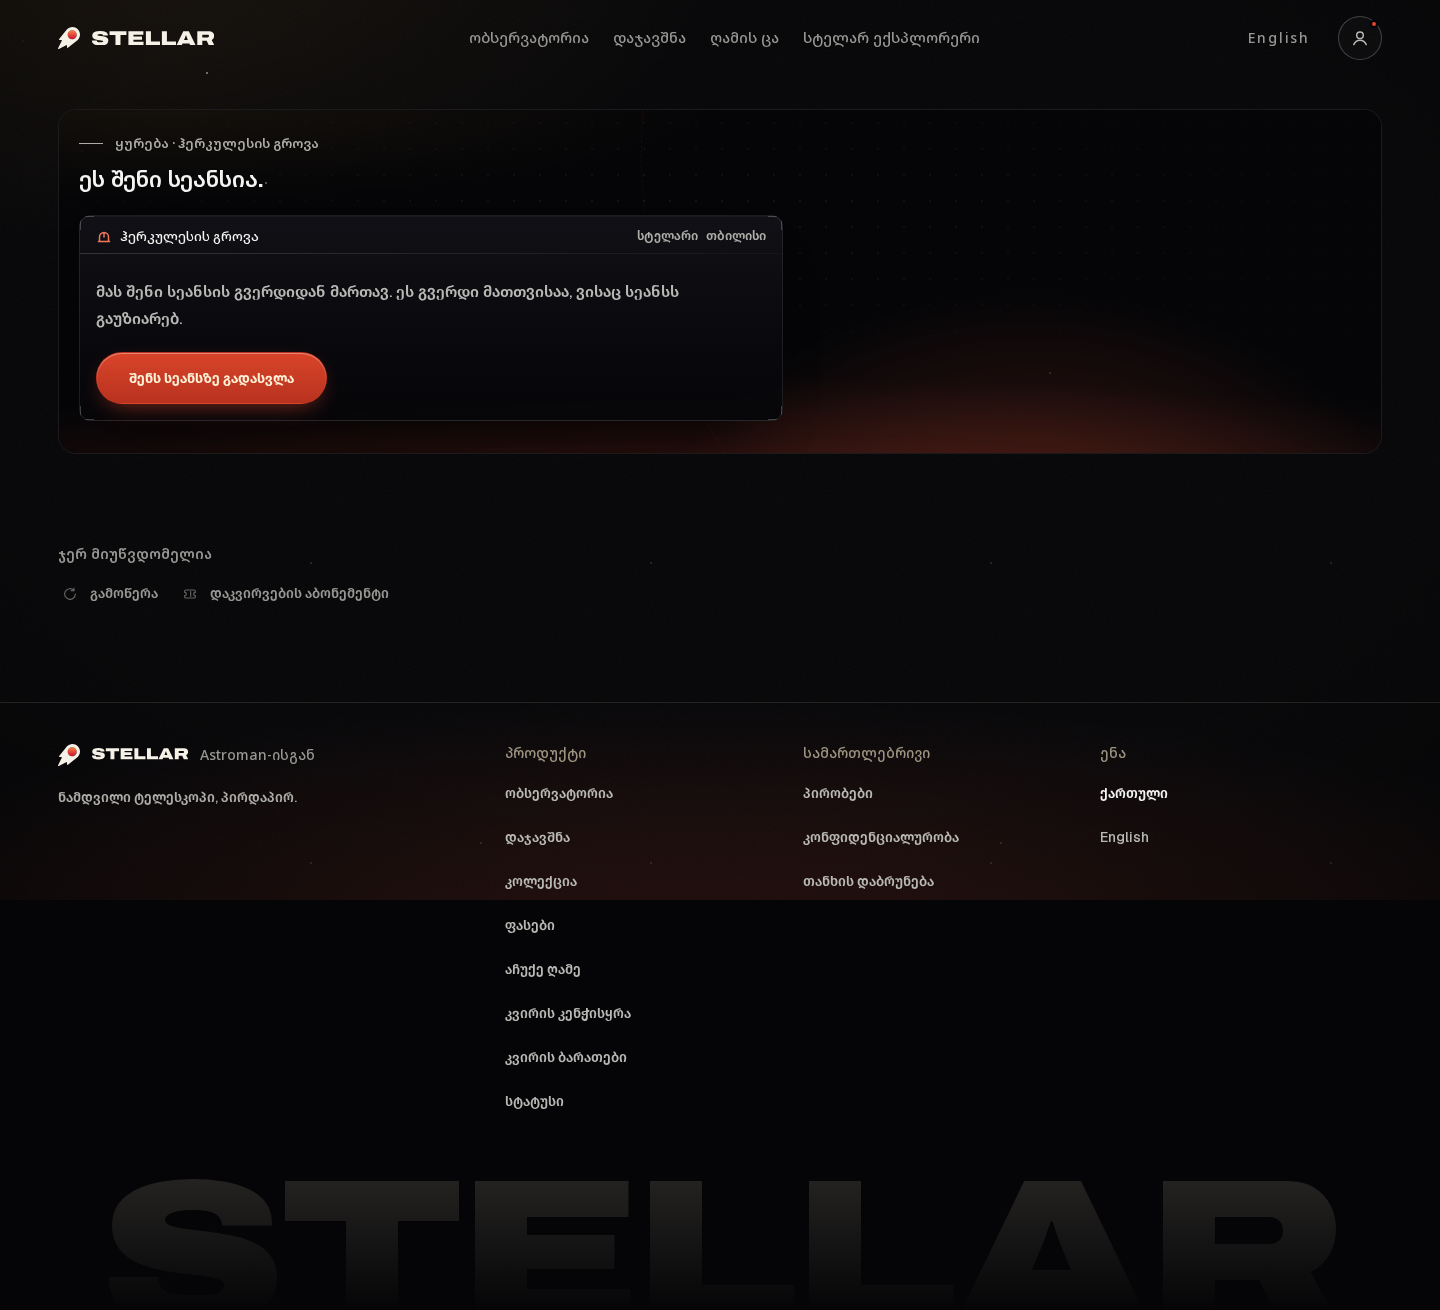 STELLAR
ობსერვატორია დაჯავშნა ღამის ცა სტელარ ექსპლორერი
English
ყურება · ჰერკულესის გროვა
ეს შენი სეანსია.
ჰერკულესის გროვა
სტელარი თბილისი
მას შენი სეანსის გვერდიდან მართავ. ეს გვერდი მათთვისაა, ვისაც სეანსს
გაუზიარებ.
შენს სეანსზე გადასვლა
ჯერ მიუწვდომელია
გამოწერა
დაკვირვების აბონემენტი
STELLAR Astroman-ისგან
ნამდვილი ტელესკოპი, პირდაპირ.
პროდუქტი
ობსერვატორია
დაჯავშნა
კოლექცია
ფასები
აჩუქე ღამე
კვირის კენჭისყრა
კვირის ბარათები
სტატუსი
სამართლებრივი
პირობები
კონფიდენციალურობა
თანხის დაბრუნება
ენა
ქართული
English
STELLAR